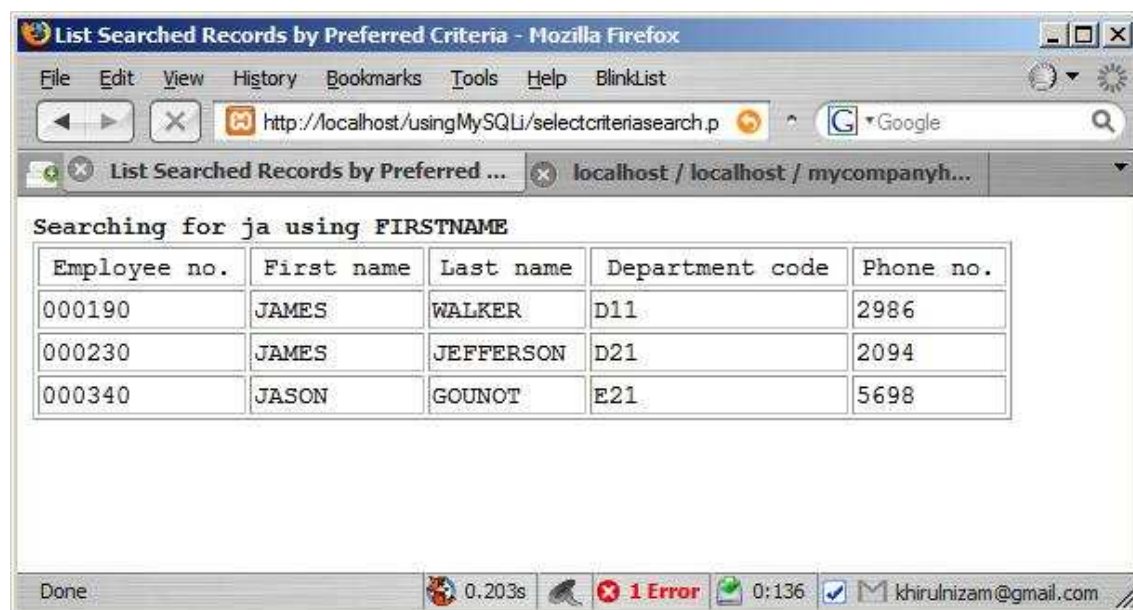 List Searched Records by Preferred Criteria - Mozilla Firefox
File Edit View History Bookmarks Tools Help BlinkList
http://localhost/usingMySQLi/selectcriteriasearch.p G Google
List Searched Records by Preferred ... localhost / localhost / mycompanyh...
Searching for ja using FIRSTNAME
Employee no. First name Last name Department code Phone no.
000190 JAMES WALKER D11 2986
000230 JAMES JEFFERSON D21 2094
000340 JASON GOUNOT E21 5698
Done 0.203s 1 Error 0:136 khirulnizam@gmail.com